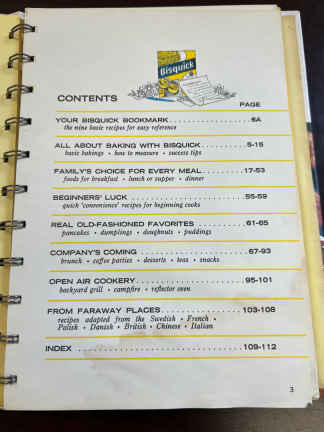 Bisquick
CONTENTS
PAGE
YOUR BISQUICK BOOKMARK..................6A
the nine basic recipes for easy reference
ALL ABOUT BAKING WITH BISQUICK..........5-15
basic bakings • how to measure • success tips
FAMILY'S CHOICE FOR EVERY MEAL........17-53
foods for breakfast • lunch or supper • dinner
BEGINNERS' LUCK........................55-59
quick "convenience" recipes for beginning cooks
REAL OLD-FASHIONED FAVORITES..........61-65
pancakes • dumplings • doughnuts • puddings
COMPANY'S COMING......................67-93
brunch • coffee parties • desserts • teas • snacks
OPEN AIR COOKERY.....................95-101
backyard grill • campfire • reflector oven
FROM FARAWAY PLACES................103-108
recipes adapted from the Swedish • French •
Polish • Danish • British • Chinese • Italian
INDEX................................109-112
3